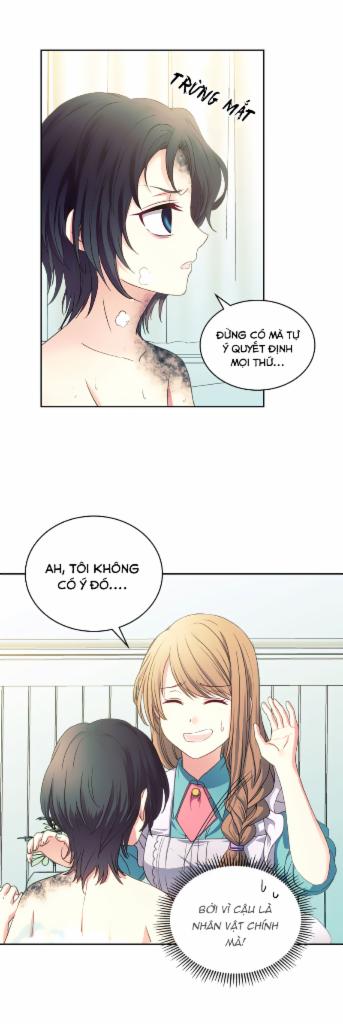 TRỪNG MẮT
ĐỪNG CÓ MÀ TỰ
Ý QUYẾT ĐỊNH
MỌI THỨ...
AH, TÔI KHÔNG
CÓ Ý ĐÓ....
BỞI VÌ CẬU LÀ
NHÂN VẬT CHÍNH
MÀ!